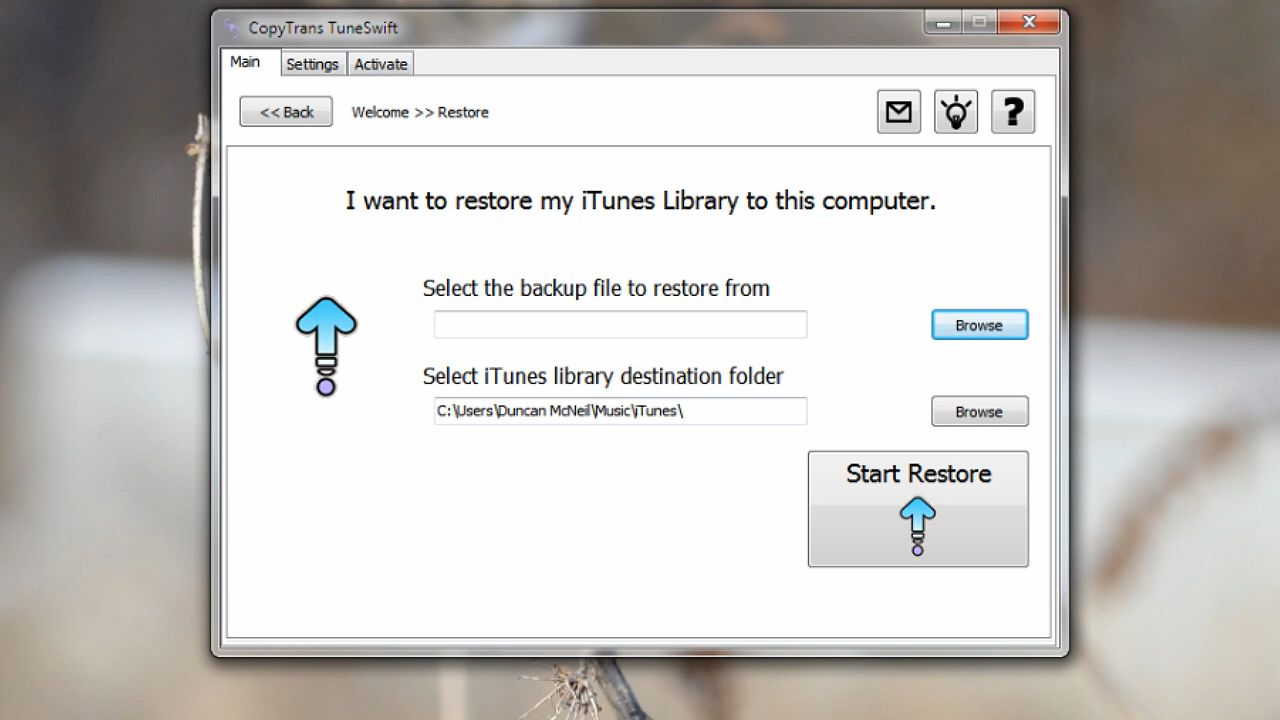 CopyTrans TuneSwift
Main Settings Activate
<< Back Welcome >> Restore
?
I want to restore my iTunes Library to this computer.
Select the backup file to restore from
Browse
Select iTunes library destination folder
C:\Users\Duncan McNeil\Music\iTunes\ Browse
Start Restore